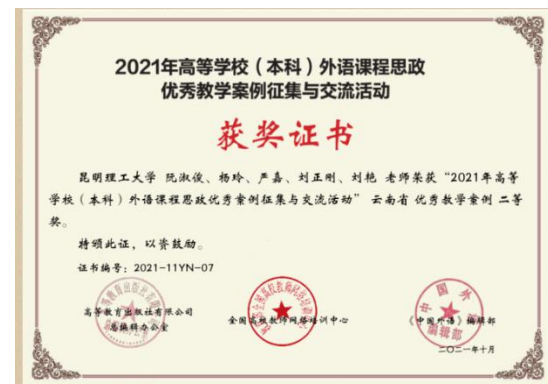 2021年高等学校（本科）外语课程思政
优秀教学案例征集与交流活动
获奖证书
昆明理工大学 阮淑俊、杨玲、严嘉、刘正刚、刘艳 老师荣获“2021年高等
学校（本科）外语课程思政优秀案例征集与交流活动” 云南省 优秀教学案例 二等
奖。
特颁此证，以资鼓励。
证书编号：2021-11YN-07
高等教育出版社有限公司
总编辑办公室
全国高校教师网络培训中心
《中国外语》编辑部
中国外
编辑部
二〇二一年十月